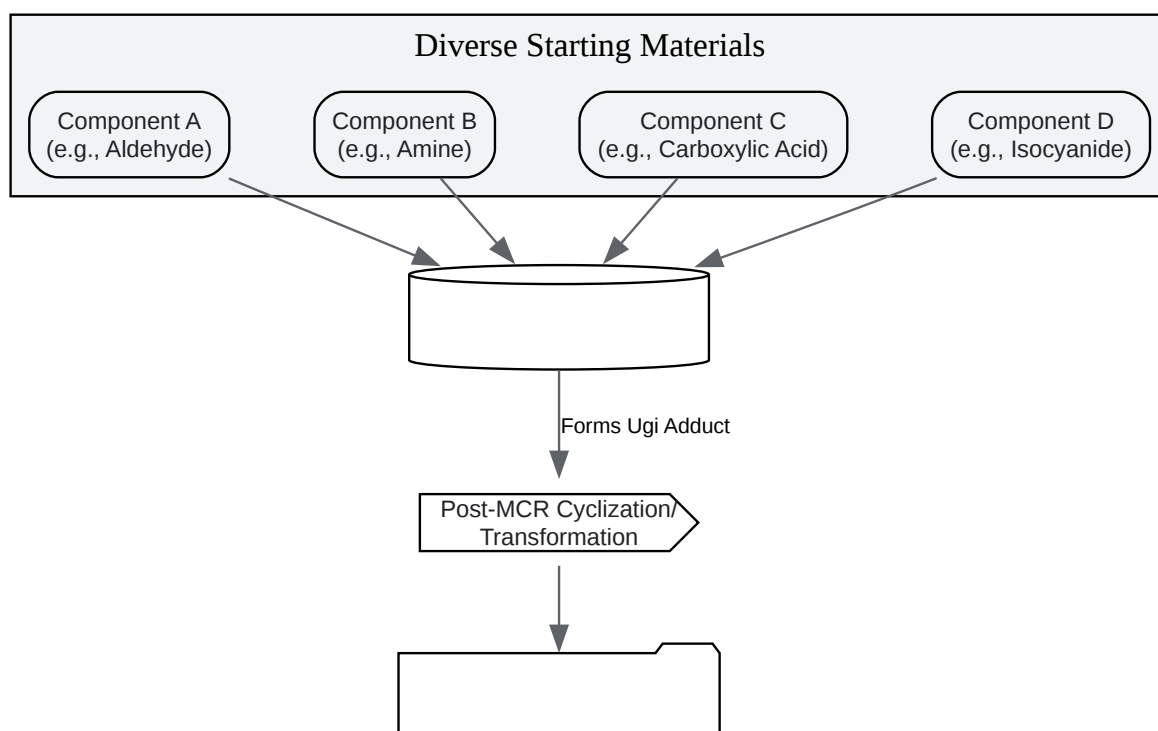 Diverse Starting Materials
Component A
(e.g., Aldehyde)
Component B
(e.g., Amine)
Component C
(e.g., Carboxylic Acid)
Component D
(e.g., Isocyanide)
Forms Ugi Adduct
Post-MCR Cyclization/
Transformation